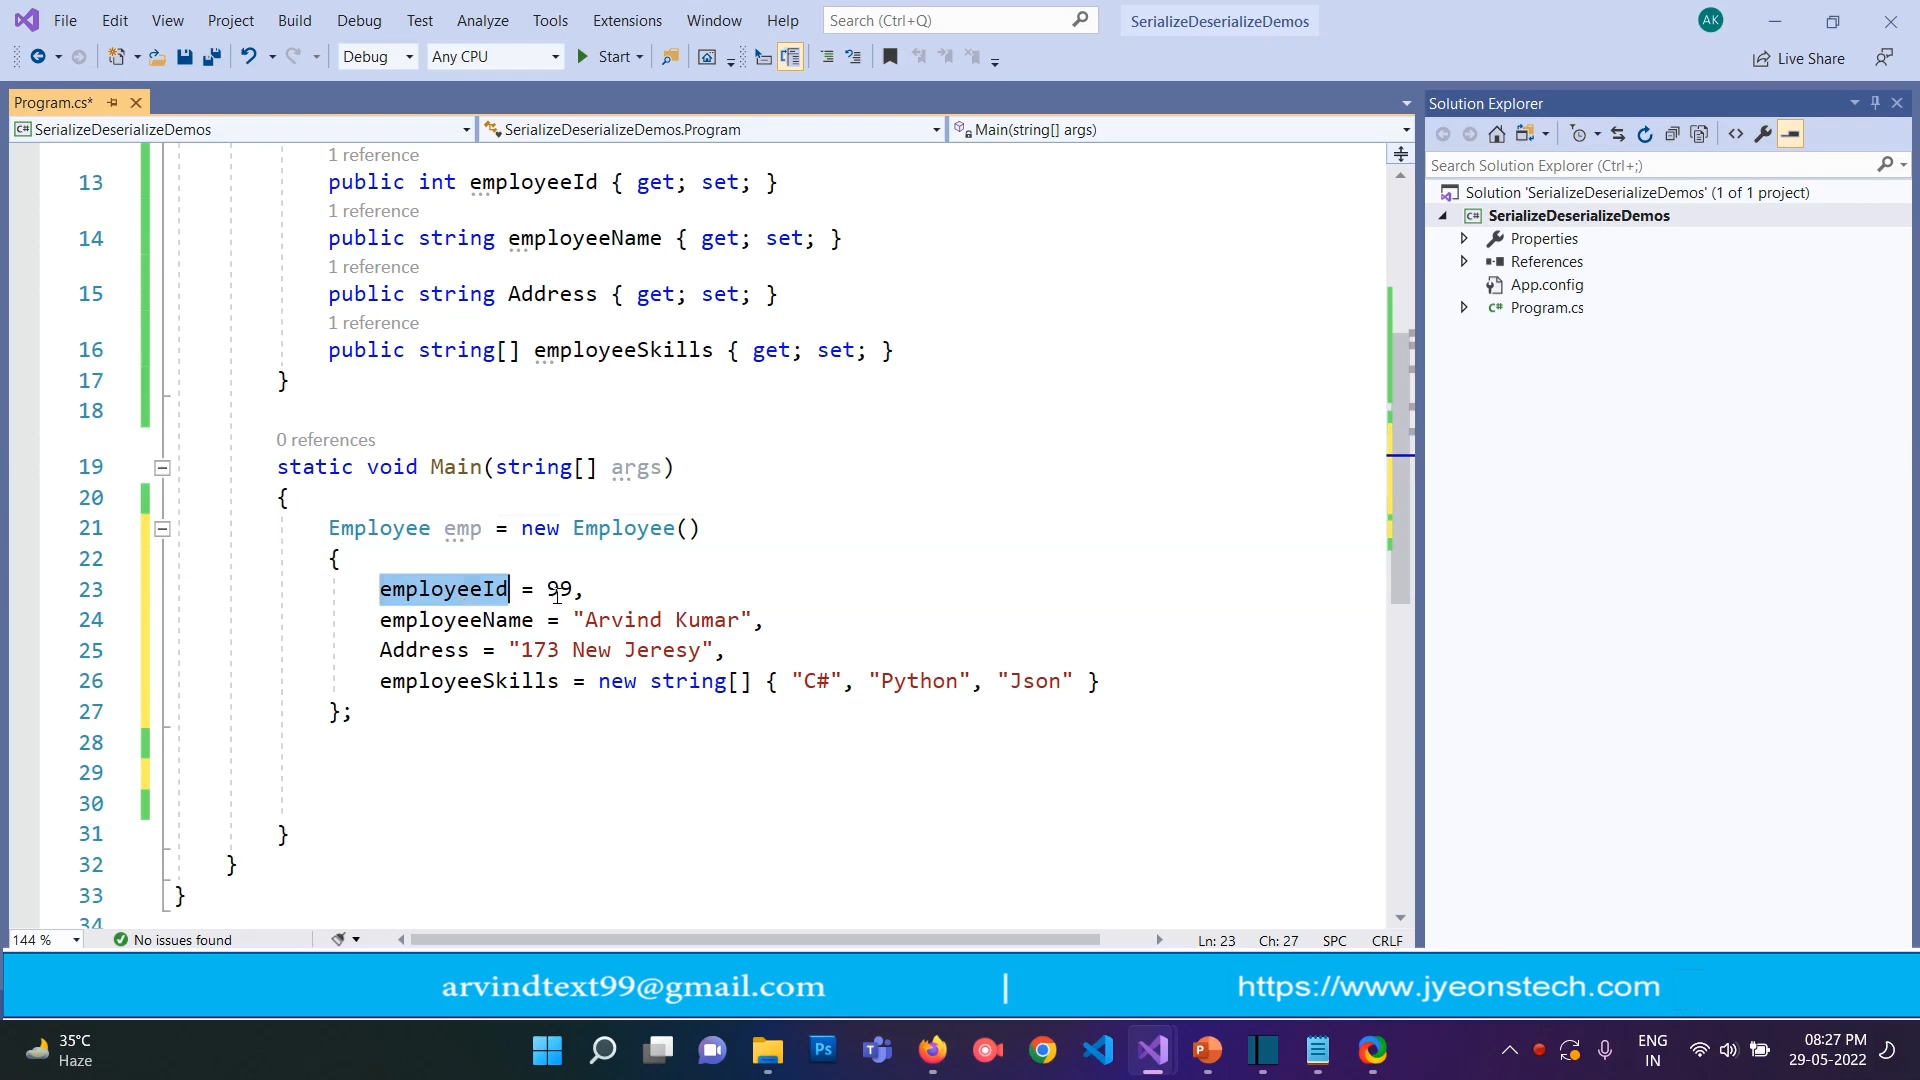 File Edit View Project Build Debug Test Analyze Tools Extensions Window Help Search (Ctrl+Q) SerializeDeserializeDemos AK
Debug Any CPU Start Live Share
Program.cs*
SerializeDeserializeDemos SerializeDeserializeDemos.Program Main(string[] args)
1 reference
13 public int employeeId { get; set; }
1 reference
14 public string employeeName { get; set; }
1 reference
15 public string Address { get; set; }
1 reference
16 public string[] employeeSkills { get; set; }
17 }
18
0 references
19 static void Main(string[] args)
20 {
21 Employee emp = new Employee()
22 {
23 employeeId = 99,
24 employeeName = "Arvind Kumar",
25 Address = "173 New Jeresy",
26 employeeSkills = new string[] { "C#", "Python", "Json" }
27 };
28
29
30
31 }
32 }
33 }
34
144 % No issues found Ln: 23 Ch: 27 SPC CRLF
Solution Explorer
Search Solution Explorer (Ctrl+;)
Solution 'SerializeDeserializeDemos' (1 of 1 project)
C# SerializeDeserializeDemos
Properties
References
App.config
C# Program.cs
arvindtext99@gmail.com | https://www.jyeonstech.com
35°C
Haze
Ps
ENG
IN
08:27 PM
29-05-2022